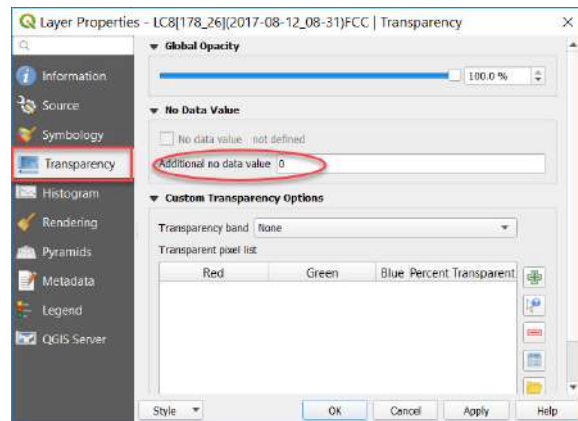 Layer Properties - LC8[178_26](2017-08-12_08-31)FCC | Transparency
Information
Source
Symbology
Transparency
Histogram
Rendering
Pyramids
Metadata
Legend
QGIS Server
Global Opacity
100.0 %
No Data Value
No data value not defined
Additional no data value 0
Custom Transparency Options
Transparency band None
Transparent pixel list
Red Green Blue Percent Transparent
Style OK Cancel Apply Help